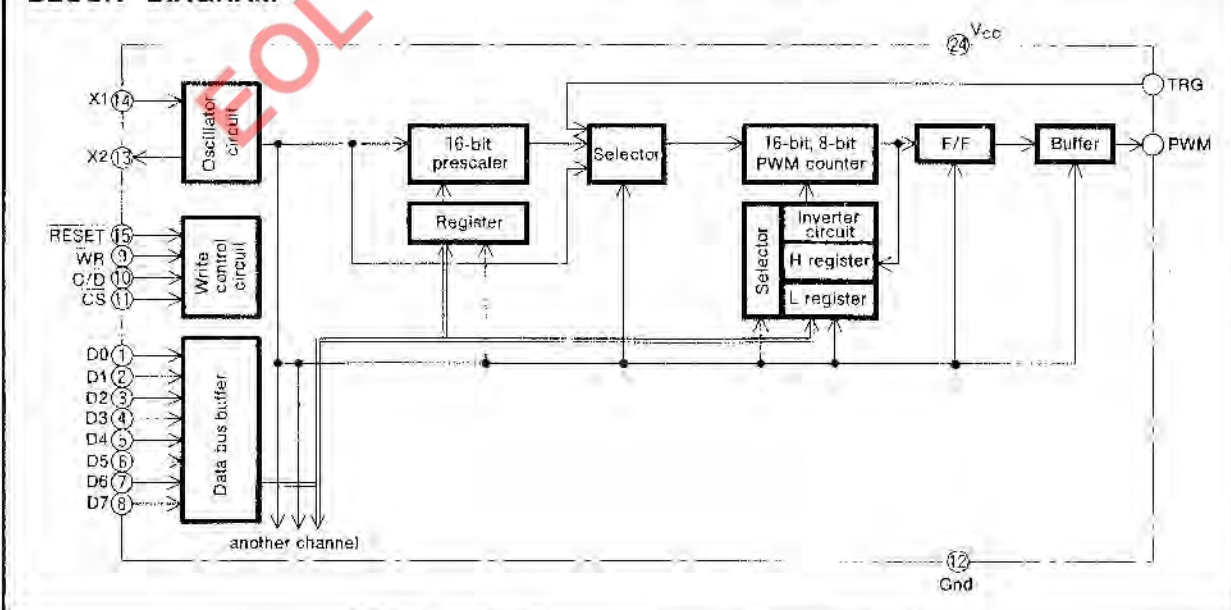 BLOCK DIAGRAM
EOL
24 Vcc
X1 14
X2 13
Oscillator circuit
16-bit prescaler
Selector
16-bit, 8-bit PWM counter
F/F
Buffer
TRG
PWM
Register
Selector
Inverter circuit
H register
L register
RESET 15
WR 9
C/D 10
CS 11
Write control circuit
D0 1
D1 2
D2 3
D3 4
D4 5
D5 6
D6 7
D7 8
Data bus buffer
another channel
12
Gnd